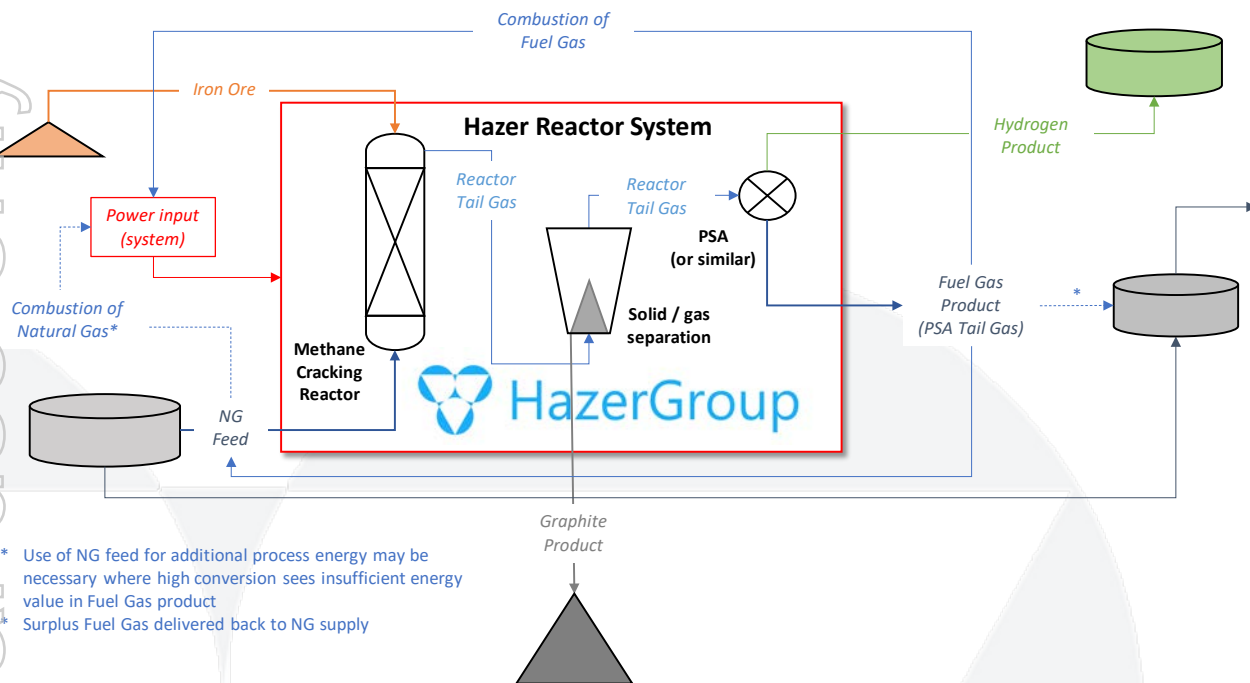 Combustion of
Fuel Gas
Iron Ore
Hazer Reactor System
Hydrogen
Product
Reactor
Tail Gas
Reactor
Tail Gas
Power input
(system)
PSA
(or similar)
Combustion of
Natural Gas*
Fuel Gas
Product
(PSA Tail Gas)
*
Solid / gas
separation
Methane
Cracking
Reactor
HazerGroup
NG
Feed
Graphite
Product
* Use of NG feed for additional process energy may be
necessary where high conversion sees insufficient energy
value in Fuel Gas product
* Surplus Fuel Gas delivered back to NG supply